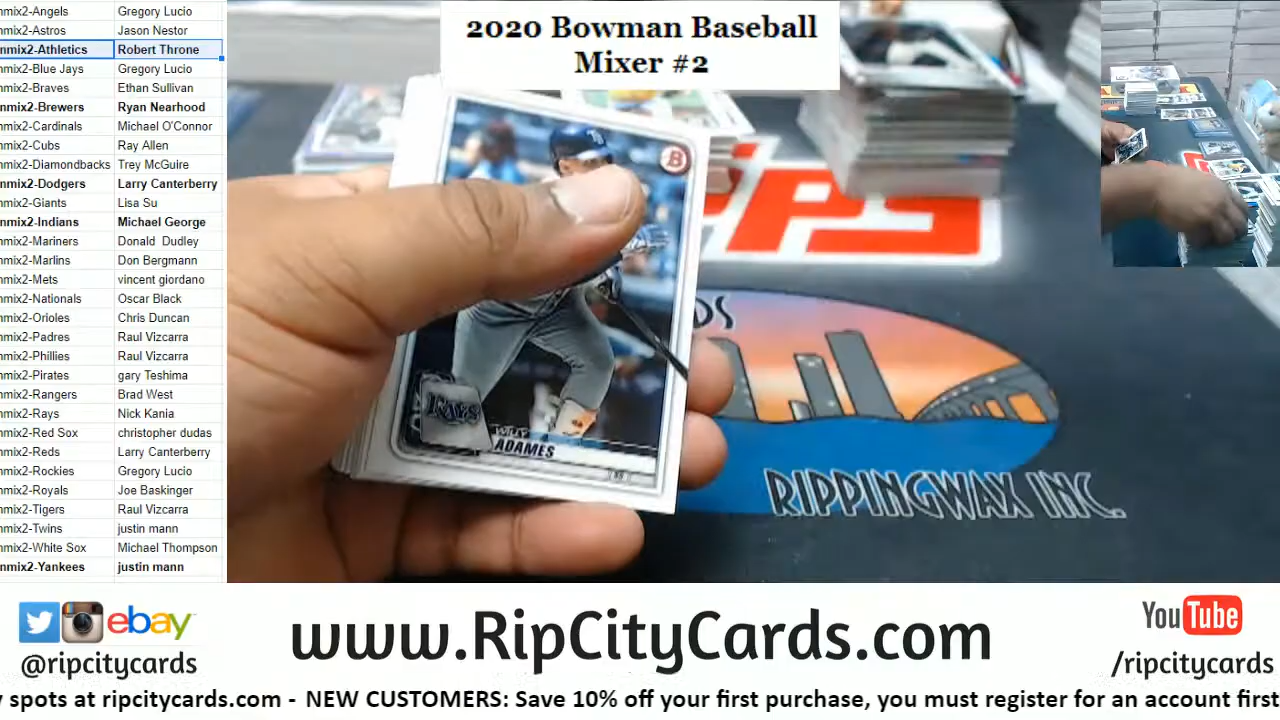 nmix2-Angels Gregory Lucio
nmix2-Astros Jason Nestor
nmix2-Athletics Robert Throne
nmix2-Blue Jays Gregory Lucio
nmix2-Braves Ethan Sullivan
nmix2-Brewers Ryan Nearhood
nmix2-Cardinals Michael O'Connor
nmix2-Cubs Ray Allen
nmix2-Diamondbacks Trey McGuire
nmix2-Dodgers Larry Canterberry
nmix2-Giants Lisa Su
nmix2-Indians Michael George
nmix2-Mariners Donald Dudley
nmix2-Marlins Don Bergmann
nmix2-Mets vincent giordano
nmix2-Nationals Oscar Black
nmix2-Orioles Chris Duncan
nmix2-Padres Raul Vizcarra
nmix2-Phillies Raul Vizcarra
nmix2-Pirates gary Teshima
nmix2-Rangers Brad West
nmix2-Rays Nick Kania
nmix2-Red Sox christopher dudas
nmix2-Reds Larry Canterberry
nmix2-Rockies Gregory Lucio
nmix2-Royals Joe Baskinger
nmix2-Tigers Raul Vizcarra
nmix2-Twins justin mann
nmix2-White Sox Michael Thompson
nmix2-Yankees justin mann
2020 Bowman Baseball
Mixer #2
B
RAYS
WILLY
ADAMES
PPS
DS
RIPPINGWAX INC.
ebay
@ripcitycards
www.RipCityCards.com
YouTube
/ripcitycards
y spots at ripcitycards.com - NEW CUSTOMERS: Save 10% off your first purchase, you must register for an account first